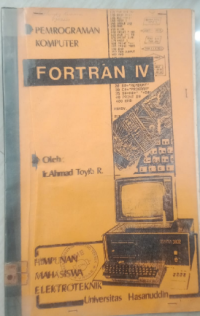 PEMROGRAMAN
KOMPUTER
FORTRAN IV
Oleh :
Ir. Ahmad Toyib R.
HIMPUNAN
MAHASISWA
ELEKTROTEKNIK
Universitas Hasanuddin